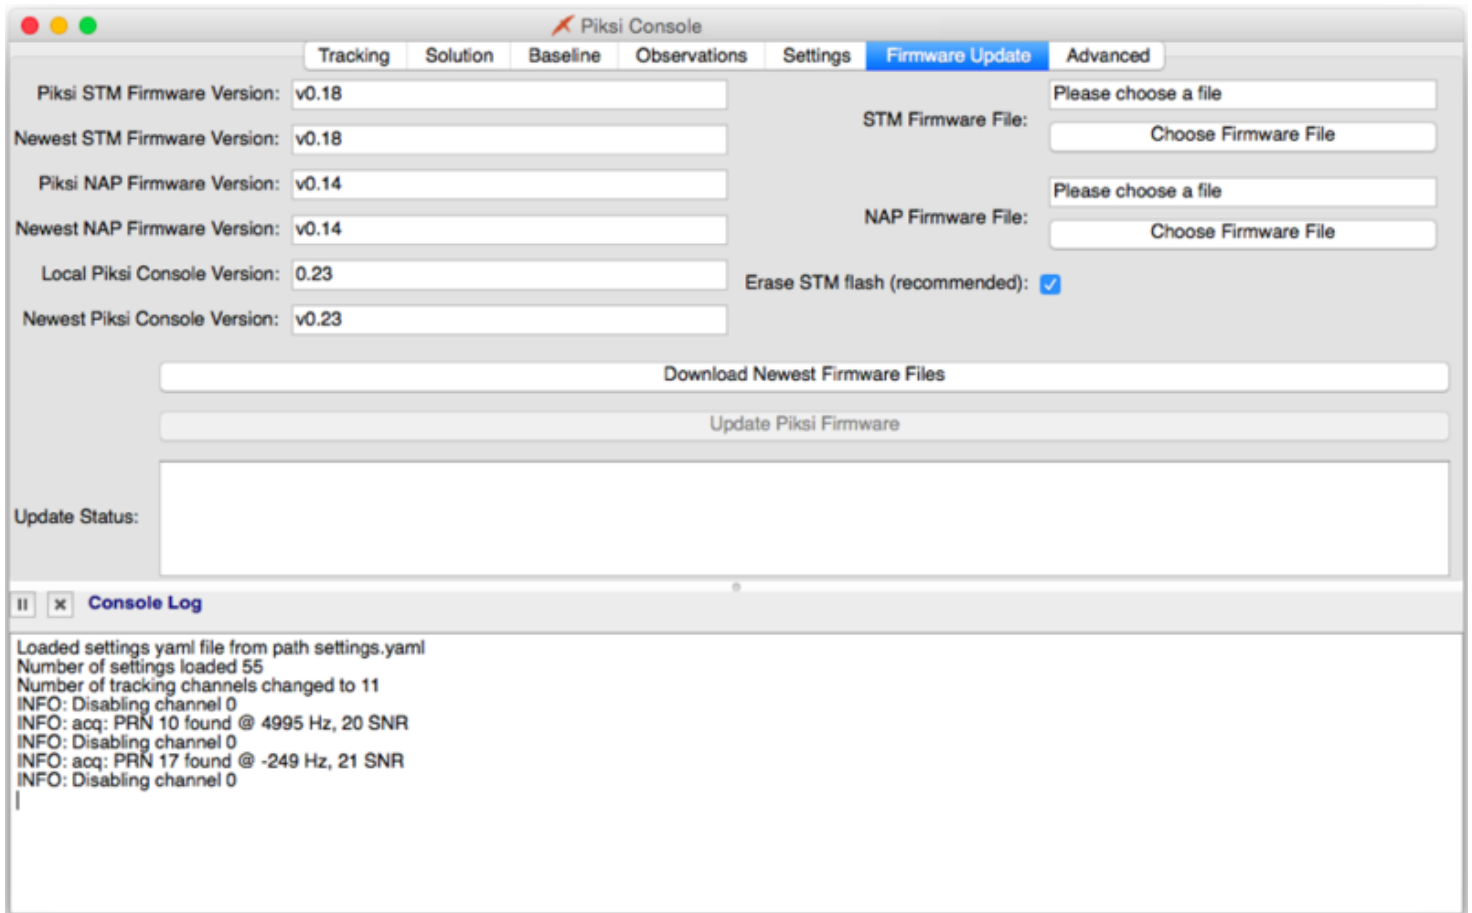 Piksi Console
Tracking Solution Baseline Observations Settings Firmware Update Advanced
Piksi STM Firmware Version: v0.18
Newest STM Firmware Version: v0.18
Piksi NAP Firmware Version: v0.14
Newest NAP Firmware Version: v0.14
Local Piksi Console Version: 0.23
Newest Piksi Console Version: v0.23
STM Firmware File: Please choose a file
Choose Firmware File
NAP Firmware File: Please choose a file
Choose Firmware File
Erase STM flash (recommended):
Download Newest Firmware Files
Update Piksi Firmware
Update Status:
Console Log
Loaded settings yaml file from path settings.yaml
Number of settings loaded 55
Number of tracking channels changed to 11
INFO: Disabling channel 0
INFO: acq: PRN 10 found @ 4995 Hz, 20 SNR
INFO: Disabling channel 0
INFO: acq: PRN 17 found @ -249 Hz, 21 SNR
INFO: Disabling channel 0